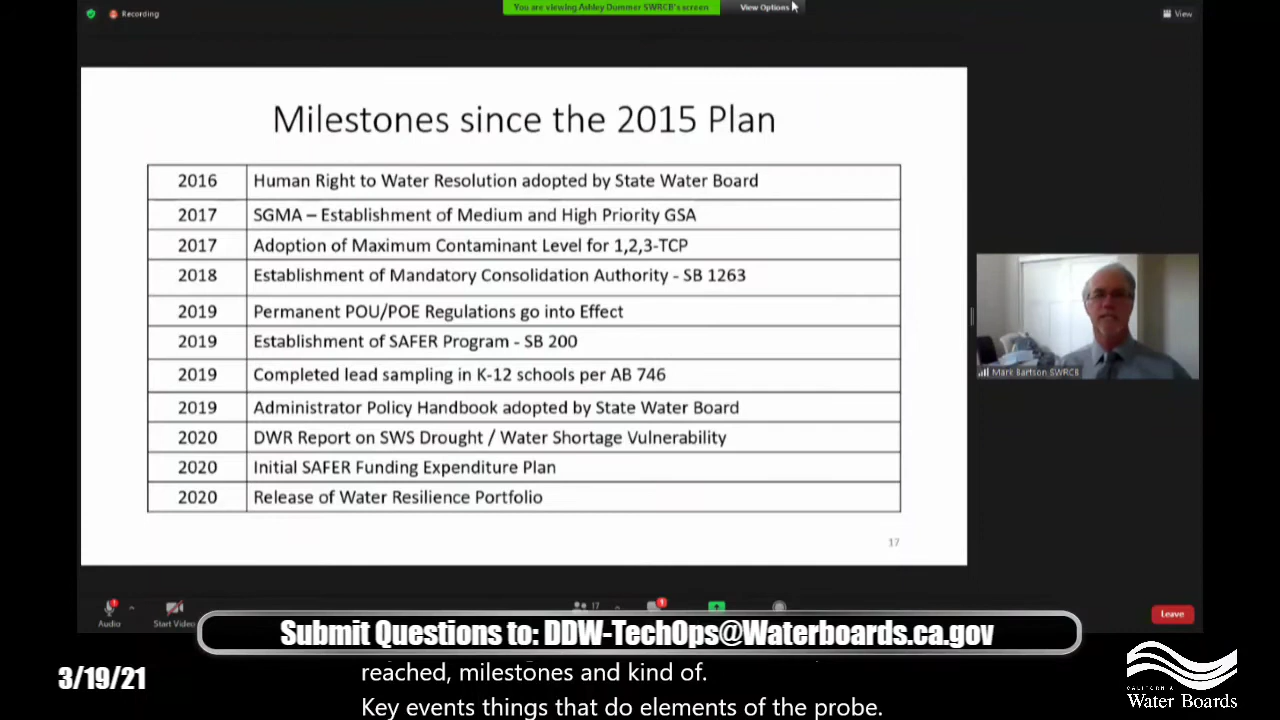 Recording
You are viewing Ashley Dummer SWRCB's screen
View Options
View
Milestones since the 2015 Plan
2016 Human Right to Water Resolution adopted by State Water Board
2017 SGMA – Establishment of Medium and High Priority GSA
2017 Adoption of Maximum Contaminant Level for 1,2,3-TCP
2018 Establishment of Mandatory Consolidation Authority - SB 1263
2019 Permanent POU/POE Regulations go into Effect
2019 Establishment of SAFER Program - SB 200
2019 Completed lead sampling in K-12 schools per AB 746
2019 Administrator Policy Handbook adopted by State Water Board
2020 DWR Report on SWS Drought / Water Shortage Vulnerability
2020 Initial SAFER Funding Expenditure Plan
2020 Release of Water Resilience Portfolio
17
Mark Bartson SWRCB
1
17
1
Audio
Start Video
Leave
Submit Questions to: DDW-TechOps@Waterboards.ca.gov
3/19/21
reached, milestones and kind of.
Key events things that do elements of the probe.
CALIFORNIA
Water Boards